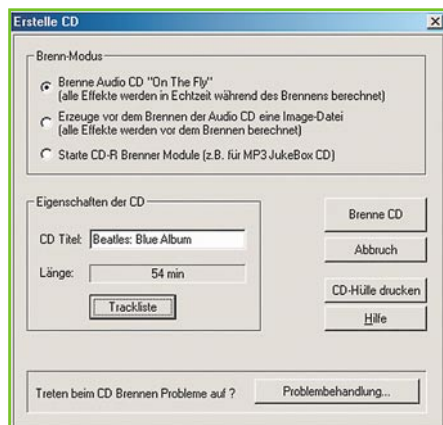 Erstelle CD
Brenn-Modus
Brenne Audio CD "On The Fly"
(alle Effekte werden in Echtzeit während des Brennens berechnet)
Erzeuge vor dem Brennen der Audio CD eine Image-Datei
(alle Effekte werden vor dem Brennen berechnet)
Starte CD-R Brenner Module (z.B. für MP3 JukeBox CD)
Eigenschaften der CD
CD Titel: Beatles: Blue Album
Länge: 54 min
Trackliste
Brenne CD
Abbruch
CD-Hülle drucken
Hilfe
Treten beim CD Brennen Probleme auf ? Problembehandlung...